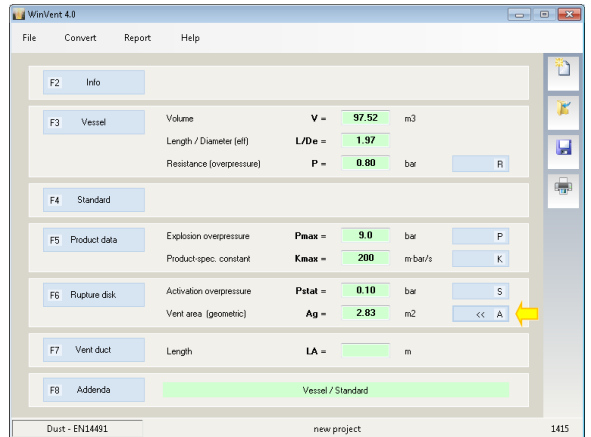 WinVent 4.0
File Convert Report Help
F2 Info
F3 Vessel Volume V = 97.52 m3
Length / Diameter (eff) L/De = 1.97
Resistance (overpressure) P = 0.80 bar R
F4 Standard
F5 Product data Explosion overpressure Pmax = 9.0 bar P
Product-spec. constant Kmax = 200 m·bar/s K
F6 Rupture disk Activation overpressure Pstat = 0.10 bar S
Vent area (geometric) Ag = 2.83 m2 << A
F7 Vent duct Length LA = m
F8 Addenda Vessel / Standard
Dust - EN14491 new project 1415